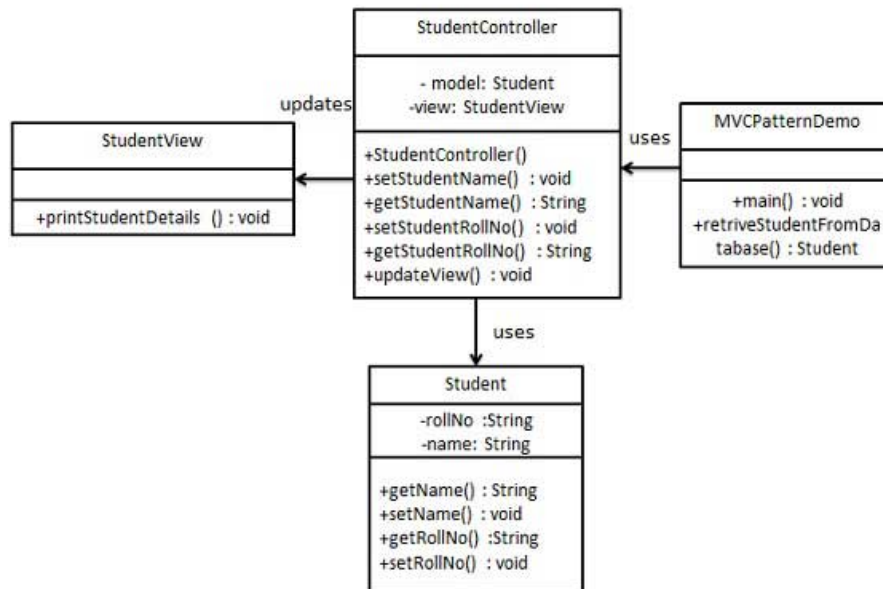 StudentController
- model: Student
-view: StudentView
+StudentController()
+setStudentName() : void
+getStudentName() : String
+setStudentRollNo() : void
+getStudentRollNo() : String
+updateView() : void
updates
StudentView
+printStudentDetails () : void
uses
MVCPatternDemo
+main() : void
+retriveStudentFromDa
tabase() : Student
uses
Student
-rollNo :String
-name: String
+getName() : String
+setName() : void
+getRollNo() :String
+setRollNo() : void